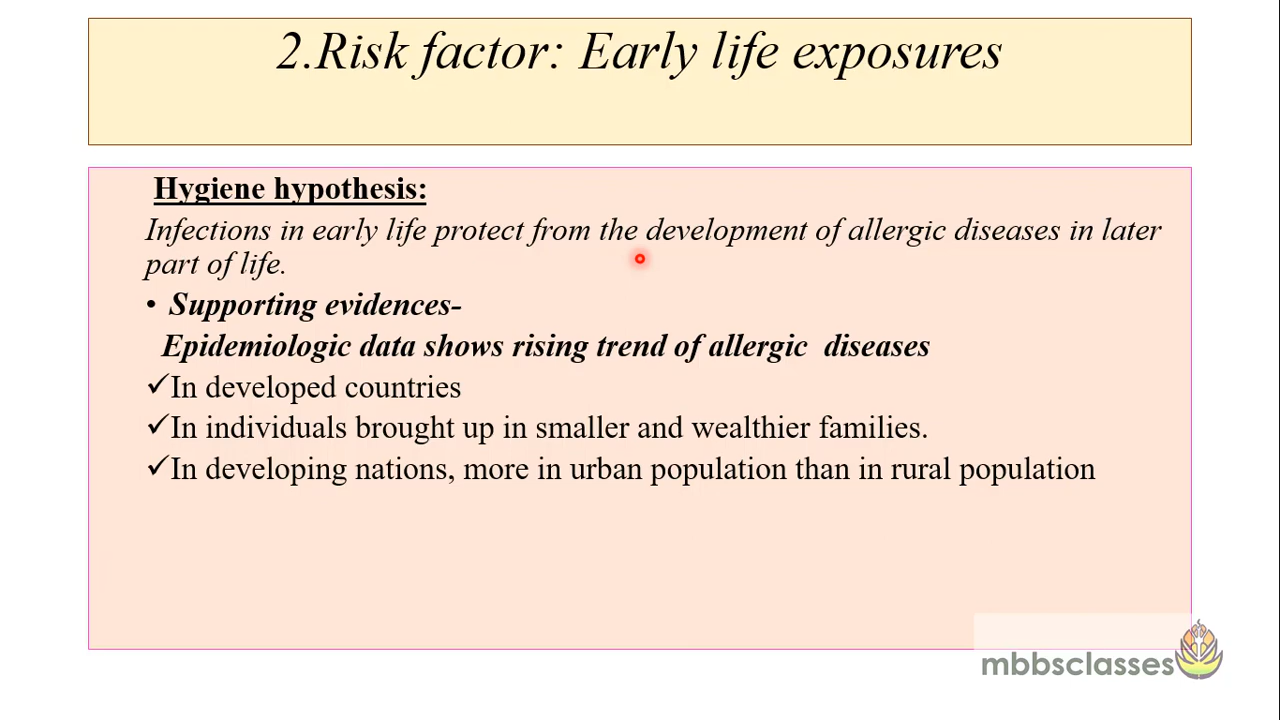 2.Risk factor: Early life exposures
Hygiene hypothesis:
Infections in early life protect from the development of allergic diseases in later
part of life.
• Supporting evidences-
Epidemiologic data shows rising trend of allergic diseases
✓In developed countries
✓In individuals brought up in smaller and wealthier families.
✓In developing nations, more in urban population than in rural population
mbbsclasses